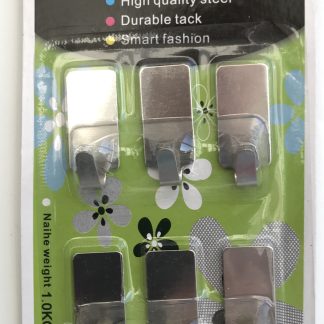 High quality steel
Durable tack
Smart fashion
Naihe weight 1.0KG